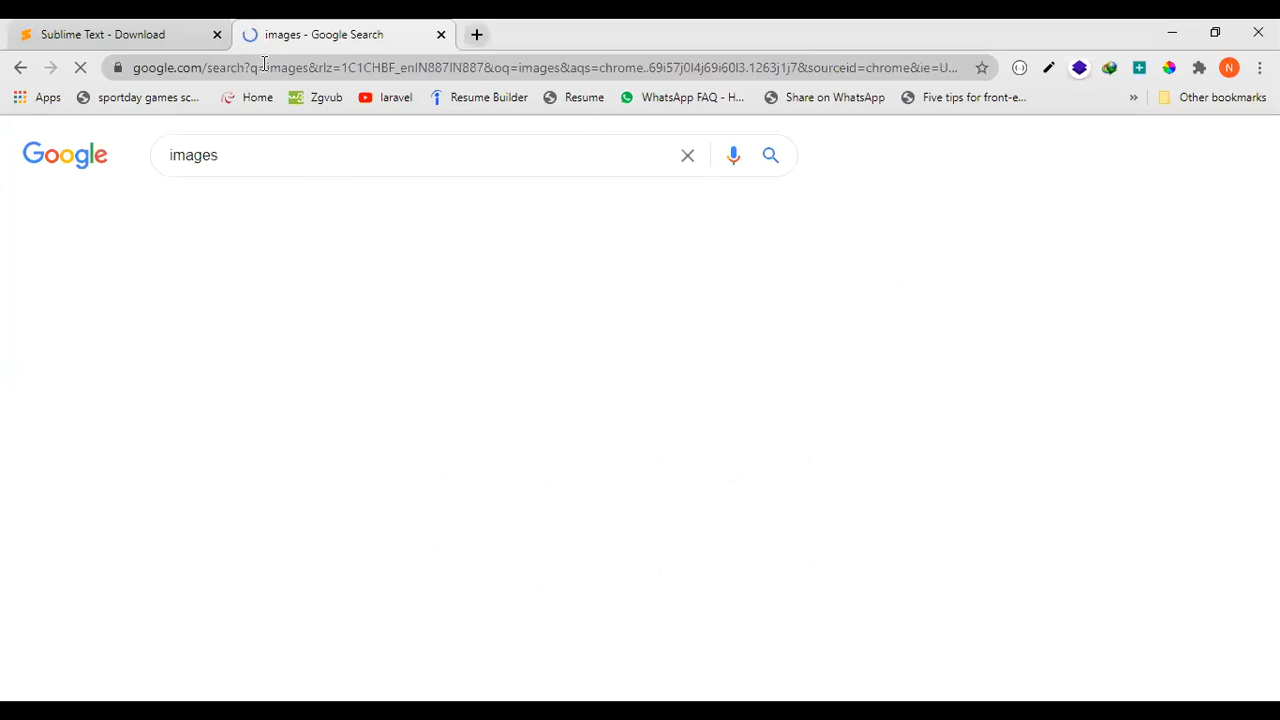 Sublime Text - Download
images - Google Search
google.com/search?q=images&rlz=1C1CHBF_enIN887IN887&oq=images&aqs=chrome..69i57j0l4j69i60l3.1263j1j7&sourceid=chrome&ie=U...
N
Apps
sportday games sc...
Home
Zgvub
laravel
Resume Builder
Resume
WhatsApp FAQ - H...
Share on WhatsApp
Five tips for front-e...
»
Other bookmarks
Google
images